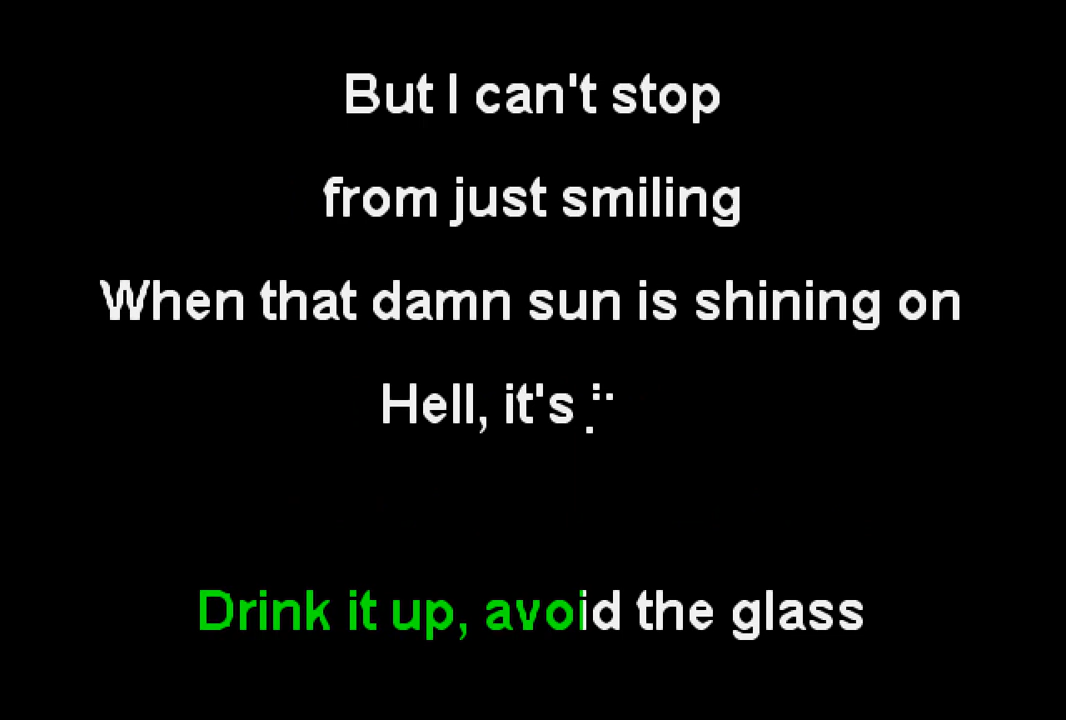 But I can't stop
from just smiling
When that damn sun is shining on
Hell, it's
Drink it up, avoid the glass